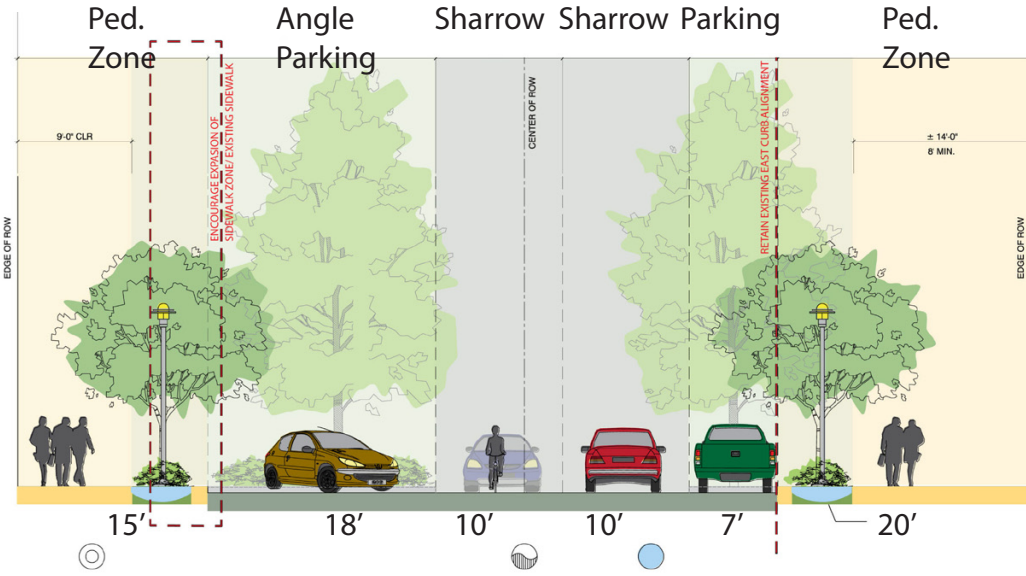 Ped.
Zone
Angle
Parking
Sharrow
Sharrow
Parking
Ped.
Zone
9'-0" CLR
ENCOURAGE EXPASION OF
SIDEWALK ZONE/ EXISTING SIDEWALK
CENTER OF ROW
RETAIN EXISTING EAST CURB ALIGNMENT
± 14'-0"
8' MIN.
EDGE OF ROW
EDGE OF ROW
15’
18’
10’
10’
7’
20’